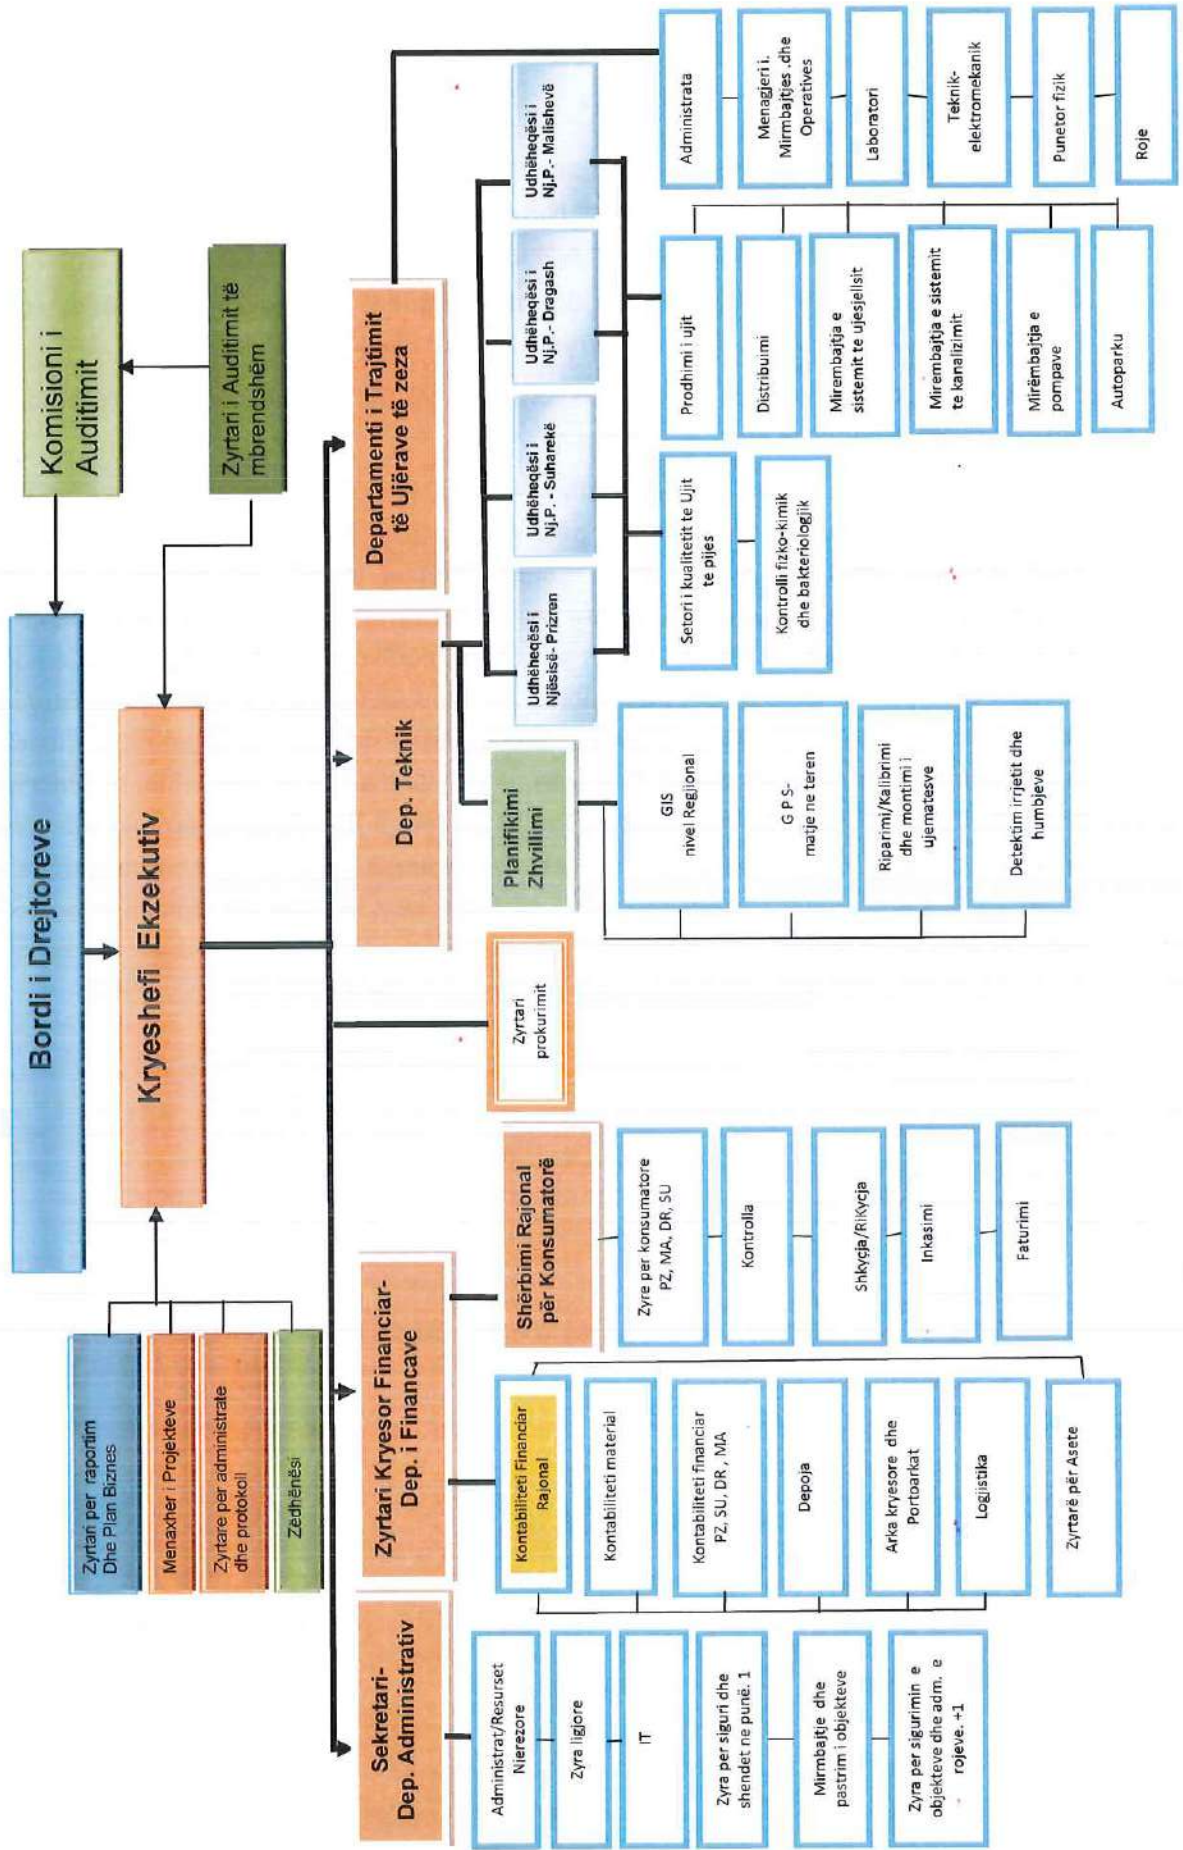 Bordi i Drejtoreve
Komisioni i
Auditimit
Kryeshefi Ekzekutiv
Zyrtari i Auditimit të
mbrendshëm
Zyrtari per raportim
Dhe Plan Biznes
Menaxher i Projekteve
Zyrtare per administrate
dhe protokoll
Zëdhënësi
Sekretari-
Dep. Administrativ
Zyrtari Kryesor Financiar-
Dep. i Financave
Dep. Teknik
Departamenti i Trajtimit
të Ujërave të zeza
Administrat/Resurset
Nierezore
Zyra ligjore
IT
Zyra per siguri dhe
shendet ne punë. 1
Mirmbajtje dhe
pastrim i objekteve
Zyra per sigurimin e
objekteve dhe adm. e
rojeve. +1
Kontabiliteti Financiar
Rajonal
Kontabiliteti material
Kontabiliteti financiar
PZ, SU, DR , MA
Depoja
Arka kryesore dhe
Portoarkat
Logjistika
Zyrtarë për Asete
Shërbimi Rajonal
për Konsumatorë
Zyre per konsumatore
PZ, MA, DR, SU
Kontrolla
Shkyçja/RiKycja
Inkasimi
Faturimi
Zyrtari
prokurimit
Planifikimi
Zhvillimi
GIS
nivel Regjional
G P S-
matje ne teren
Riparimi/Kalibrimi
dhe montimi i
ujematesve
Detektim irrjetit dhe
humbjeve
Udhëheqësi i
Njësisë- Prizren
Udhëheqësi i
Nj.P. - Suharekë
Udhëheqësi i
Nj.P.- Dragash
Udhëheqësi i
Nj.P.- Malishevë
Setori i kualitetit te Ujit
te pijes
Kontrolli fizko-kimik
dhe bakteriologjik
Prodhimi i ujit
Distribuimi
Mirembajtja e
sistemit te ujesjellsit
Mirembajtja e sistemit
te kanalizimit
Mirëmbajtja e
pompave
Autoparku
Administrata
Menagjeri i.
Mirmbajtjes .dhe
Operatives
Laboratori
Teknik-
elektromekanik
Punetor fizik
Roje